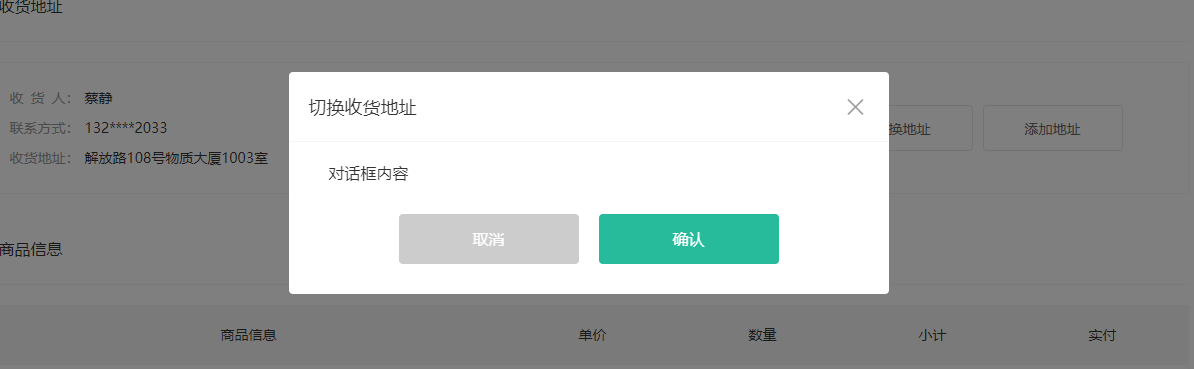 收货地址
收 货 人： 蔡静
联系方式： 132****2033
收货地址： 解放路108号物质大厦1003室
换地址
添加地址
切换收货地址
对话框内容
取消
确认
商品信息
商品信息 单价 数量 小计 实付